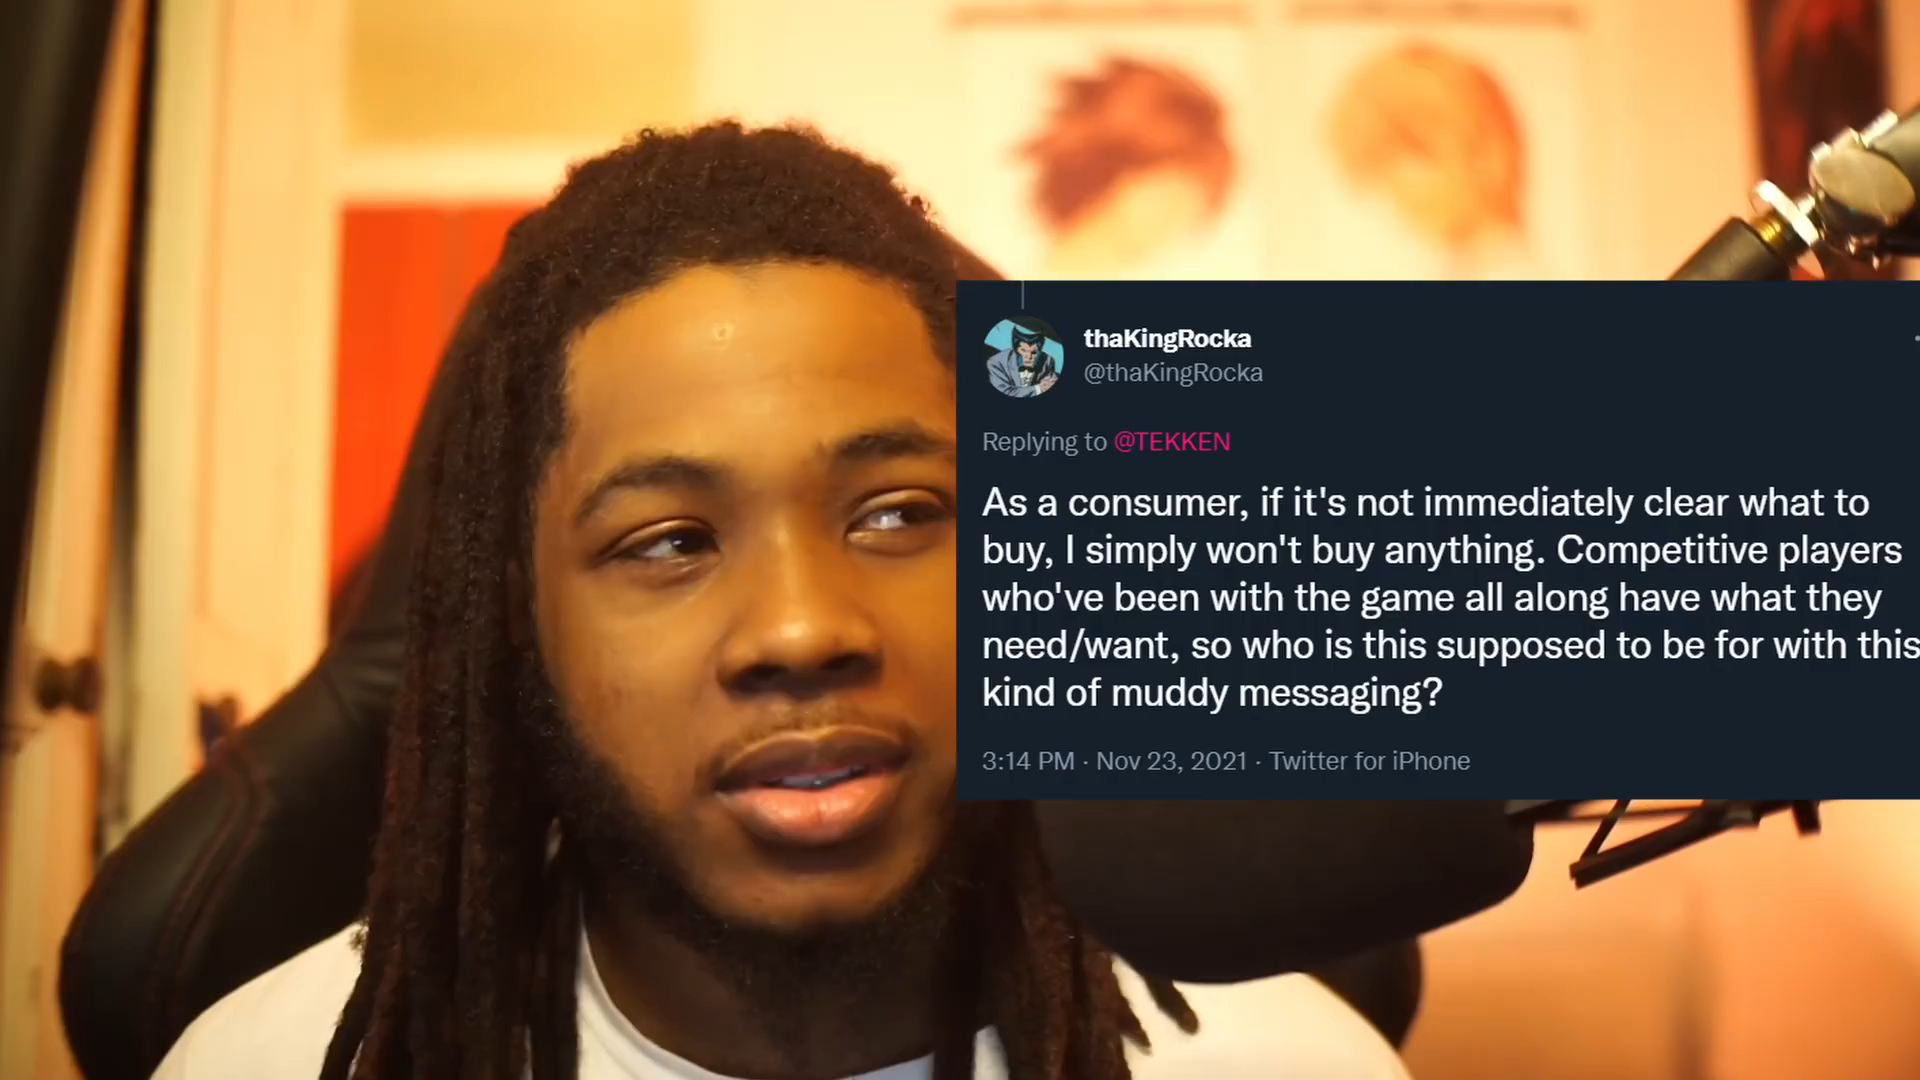 thaKingRocka
@thaKingRocka
Replying to @TEKKEN
As a consumer, if it's not immediately clear what to
buy, I simply won't buy anything. Competitive players
who've been with the game all along have what they
need/want, so who is this supposed to be for with this
kind of muddy messaging?
3:14 PM · Nov 23, 2021 · Twitter for iPhone